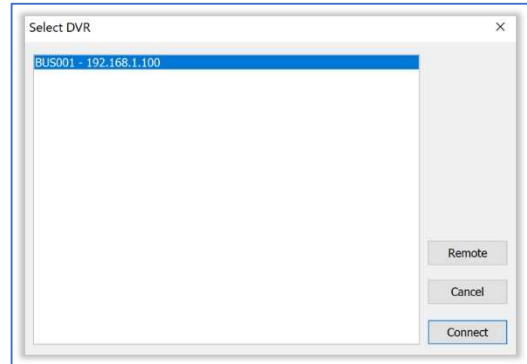 Select DVR
BUS001 - 192.168.1.100
Remote
Cancel
Connect